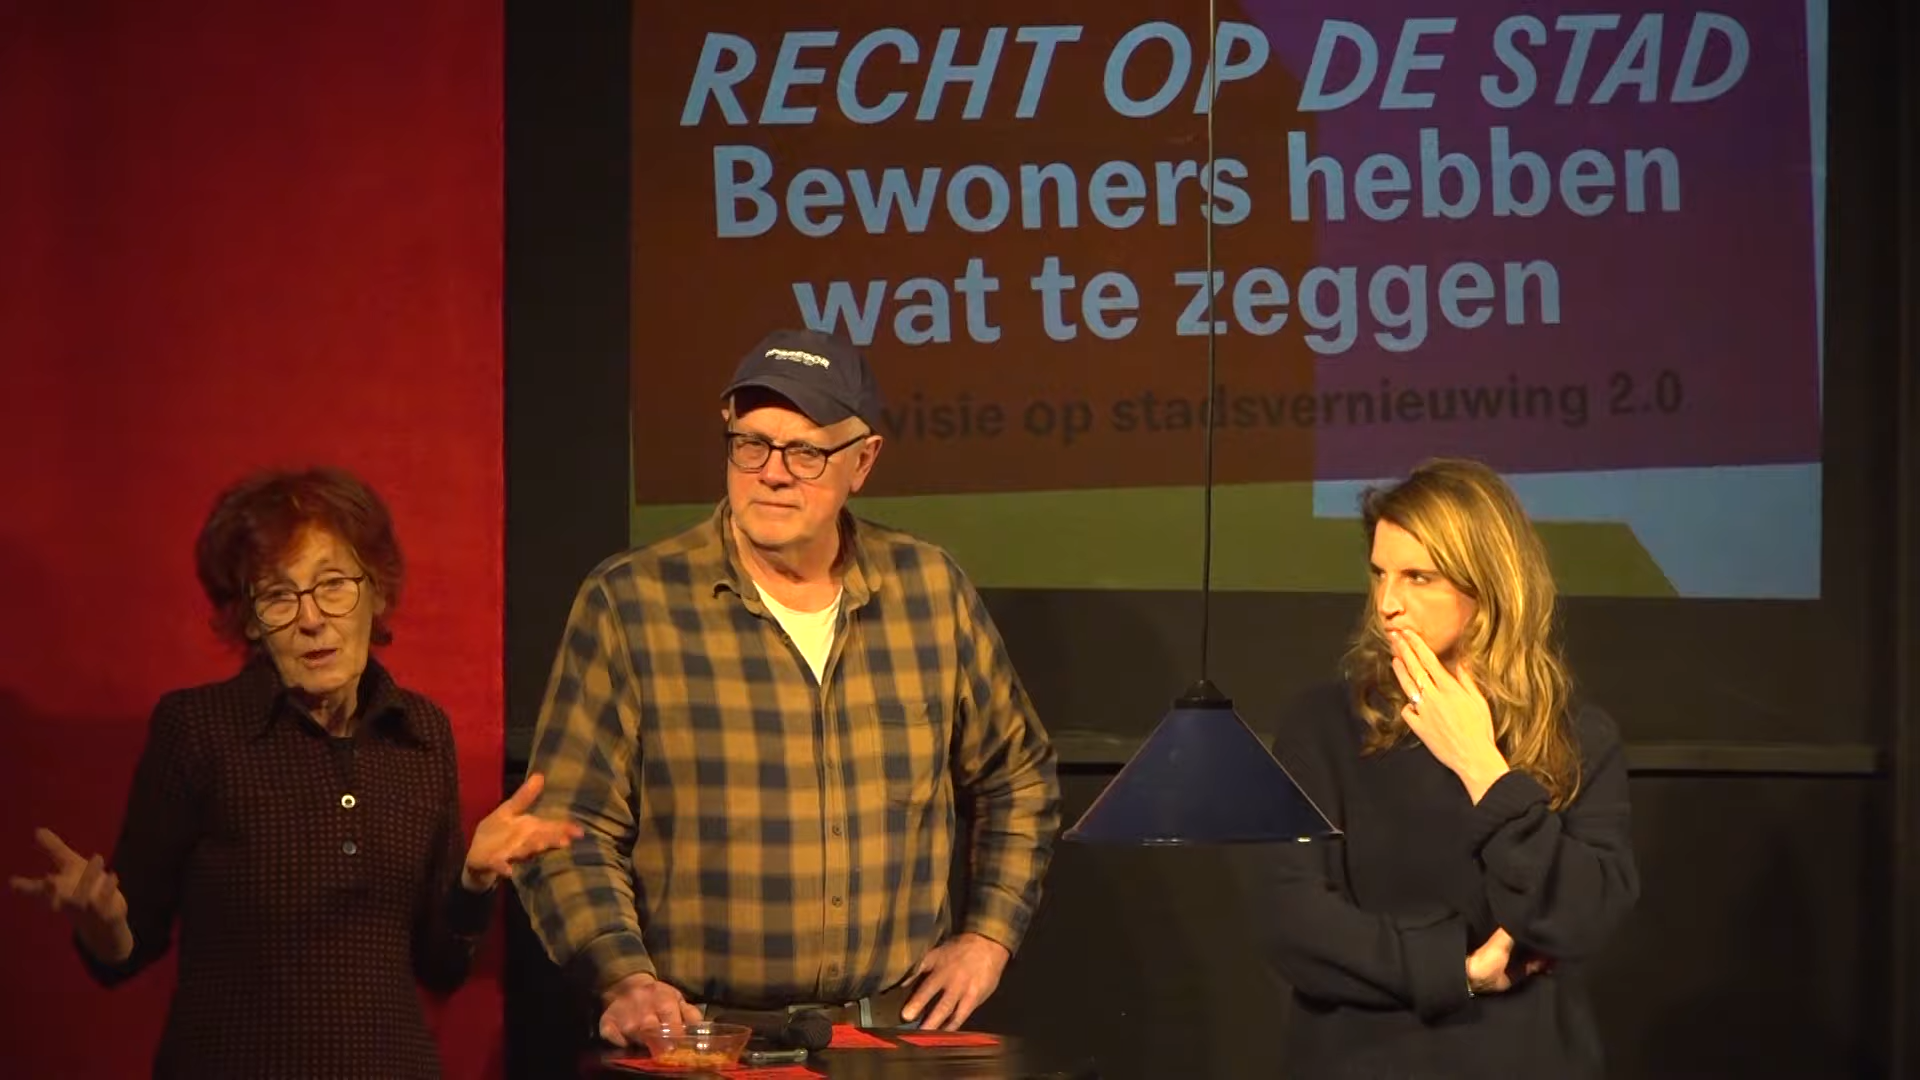 RECHT OP DE STAD
Bewoners hebben
wat te zeggen
visie op stadsvernieuwing 2.0